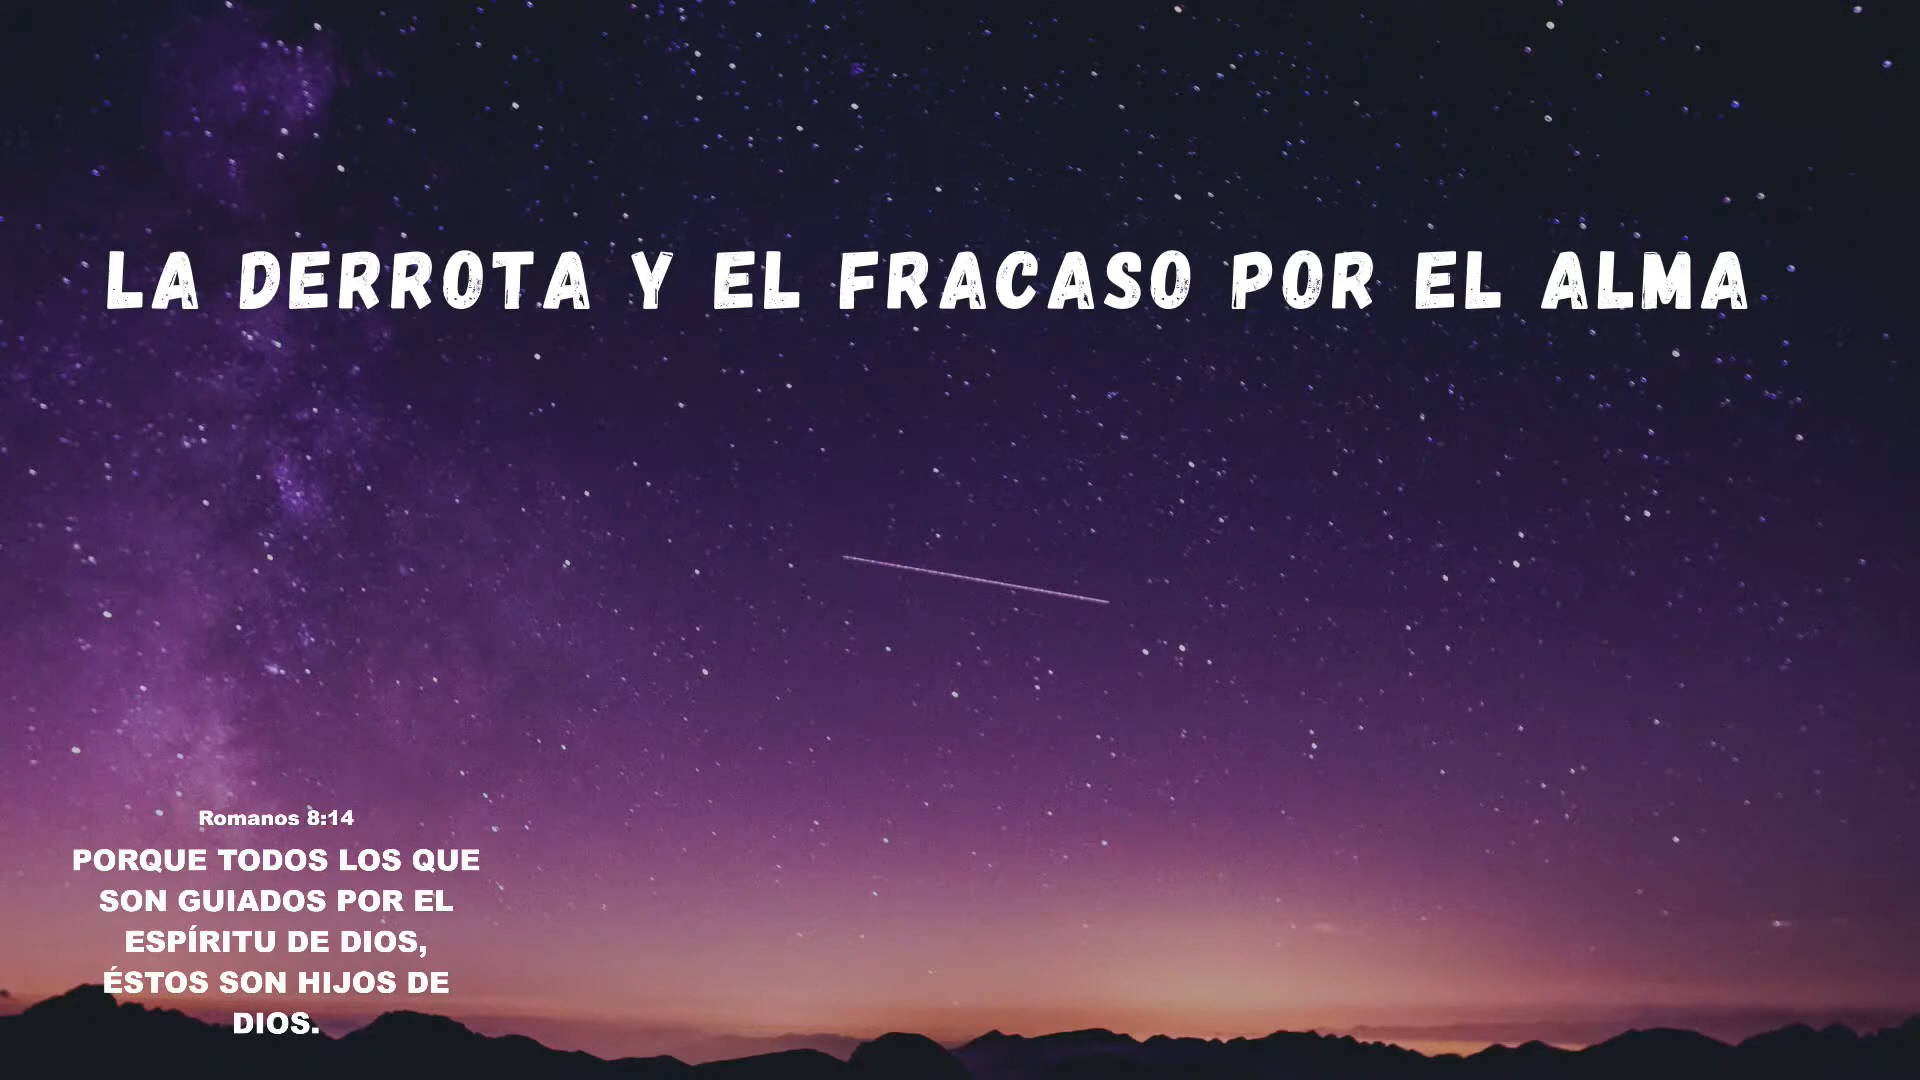 LA DERROTA Y EL FRACASO POR EL ALMA
Romanos 8:14
PORQUE TODOS LOS QUE
SON GUIADOS POR EL
ESPÍRITU DE DIOS,
ÉSTOS SON HIJOS DE
DIOS.